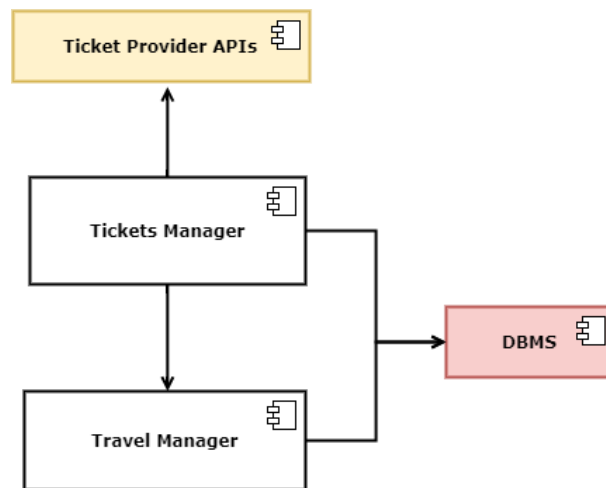 Ticket Provider APIs
Tickets Manager
DBMS
Travel Manager